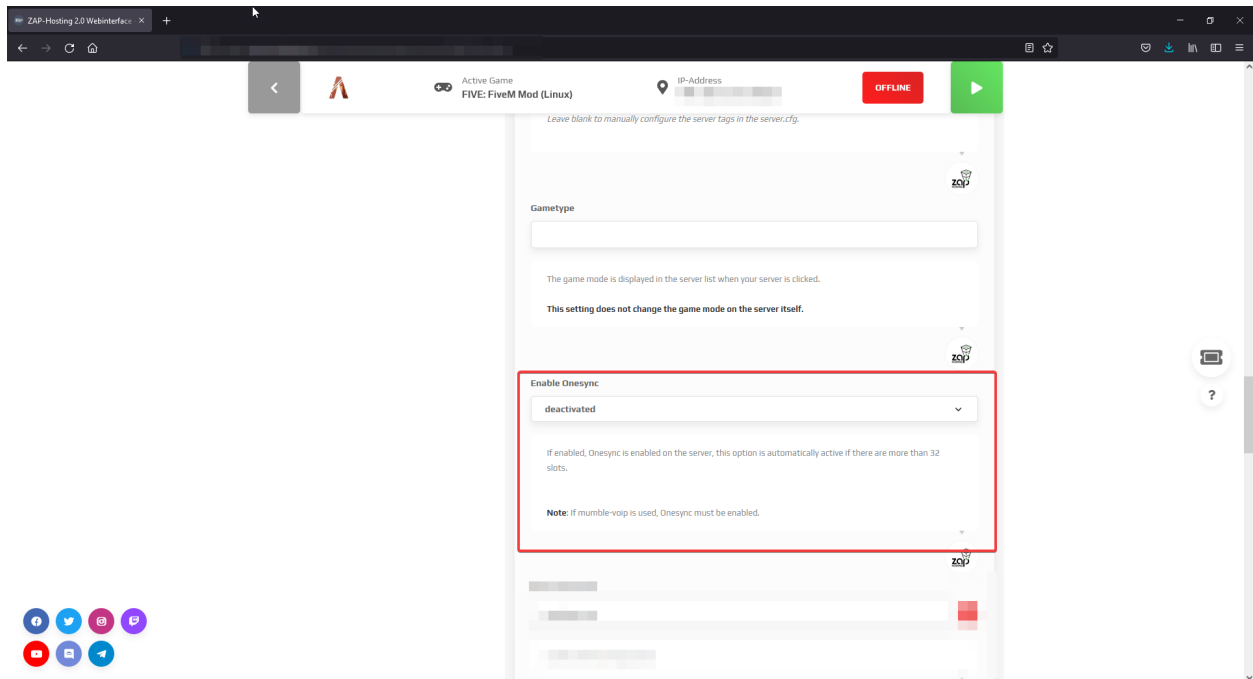 ZAP-Hosting 2.0 Webinterface
Active Game
FIVE: FiveM Mod (Linux)
IP-Address
OFFLINE
Leave blank to manually configure the server tags in the server.cfg.
zap
Gametype
The game mode is displayed in the server list when your server is clicked.
This setting does not change the game mode on the server itself.
zap
Enable Onesync
deactivated
If enabled, Onesync is enabled on the server, this option is automatically active if there are more than 32
slots.
Note: If mumble-voip is used, Onesync must be enabled.
zap
?